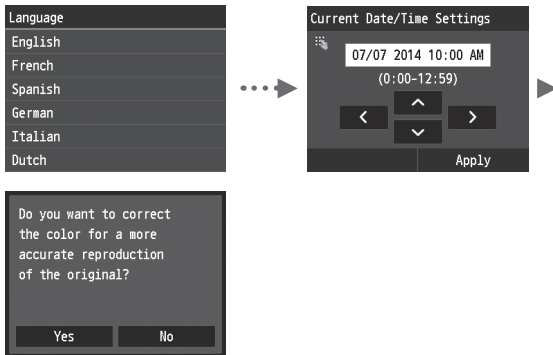 Language
English
French
Spanish
German
Italian
Dutch
Current Date/Time Settings
07/07 2014 10:00 AM
(0:00-12:59)
Apply
Do you want to correct
the color for a more
accurate reproduction
of the original?
Yes No